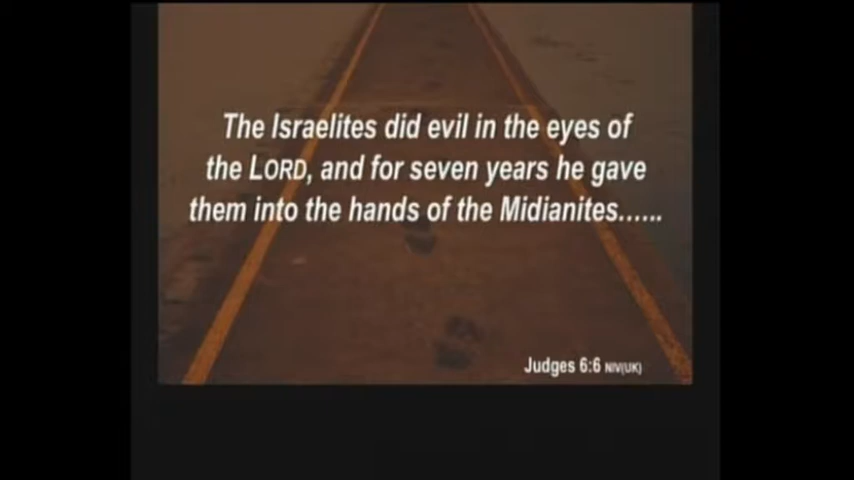 The Israelites did evil in the eyes of
the LORD, and for seven years he gave
them into the hands of the Midianites......
Judges 6:6 NIV(UK)